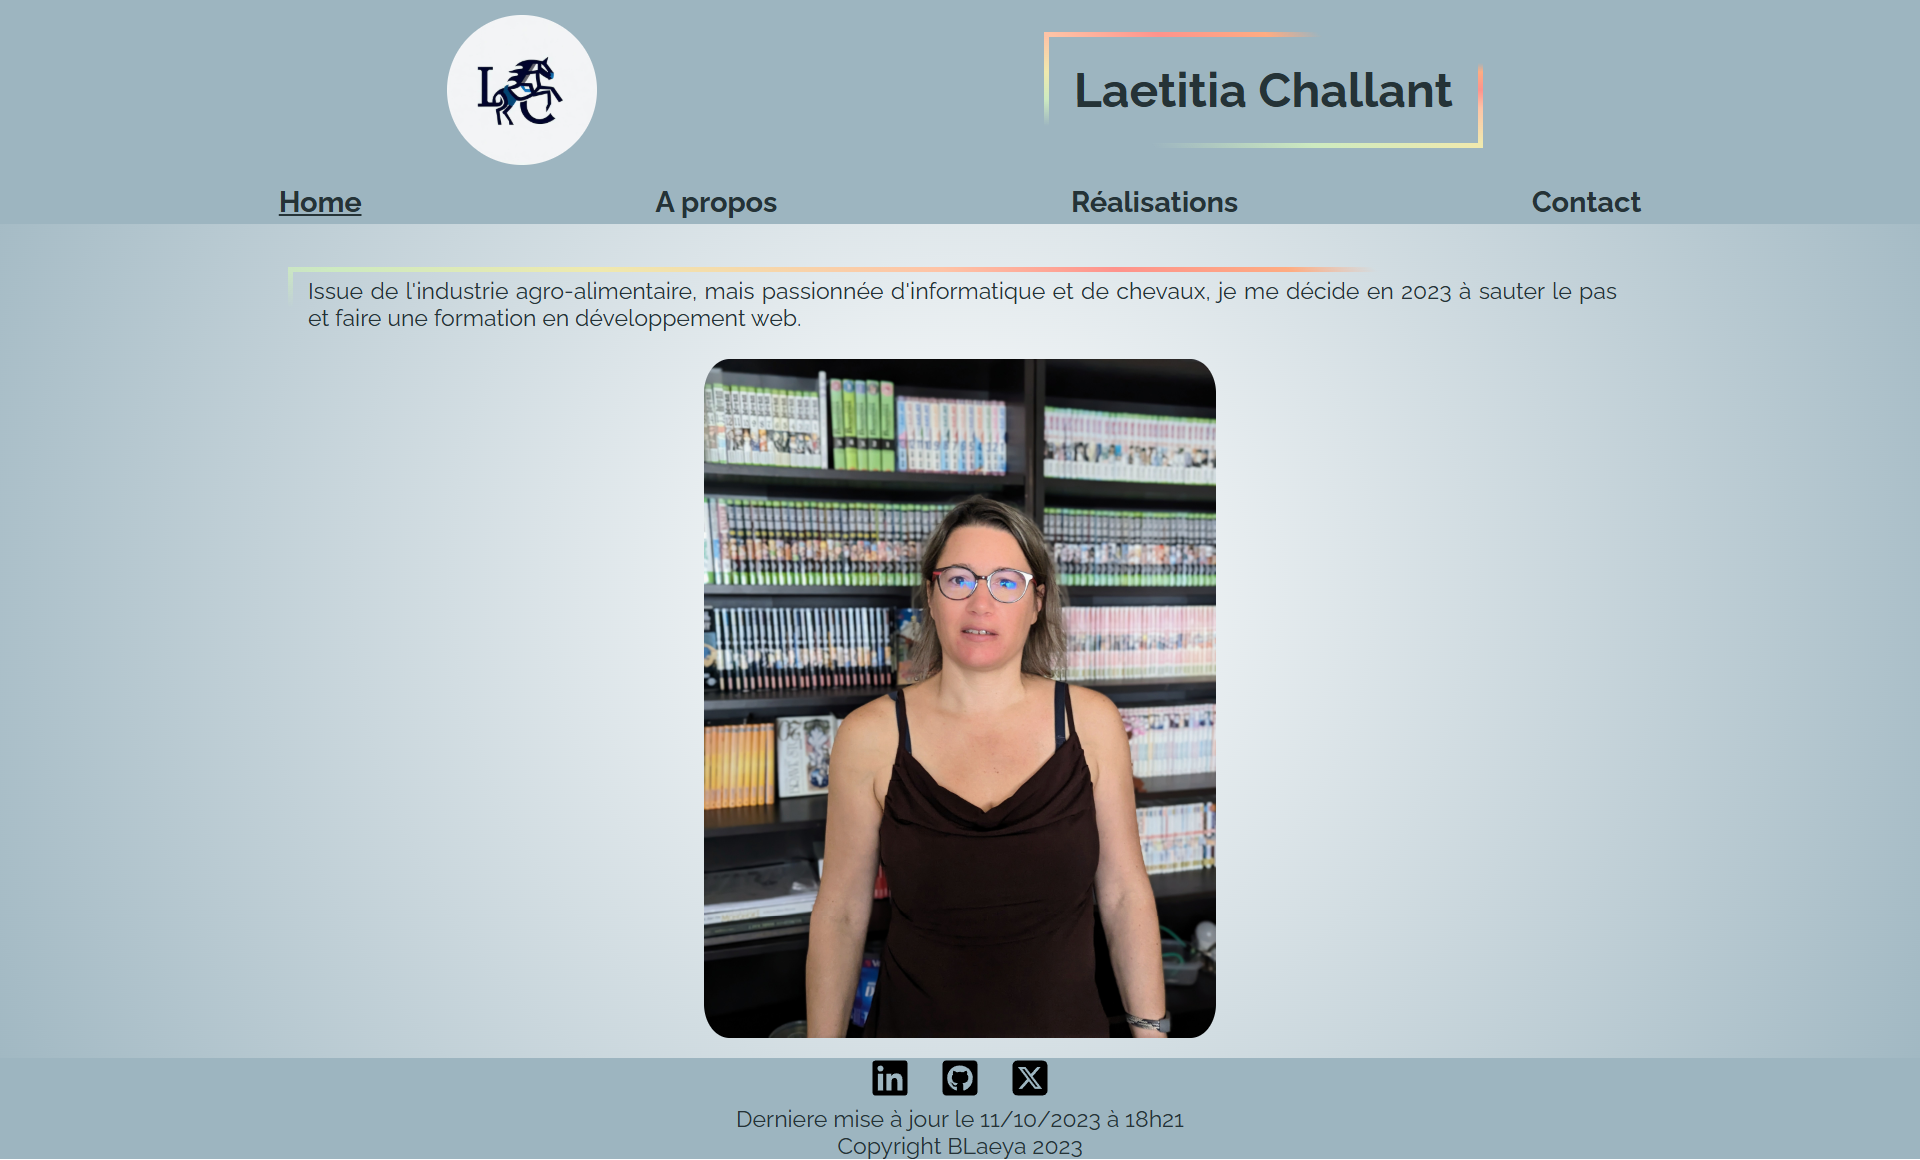 LC
Laetitia Challant
Home
A propos
Réalisations
Contact
Issue de l'industrie agro-alimentaire, mais passionnée d'informatique et de chevaux, je me décide en 2023 à sauter le pas
et faire une formation en développement web.
in
X
Derniere mise à jour le 11/10/2023 à 18h21
Copyright BLaeya 2023